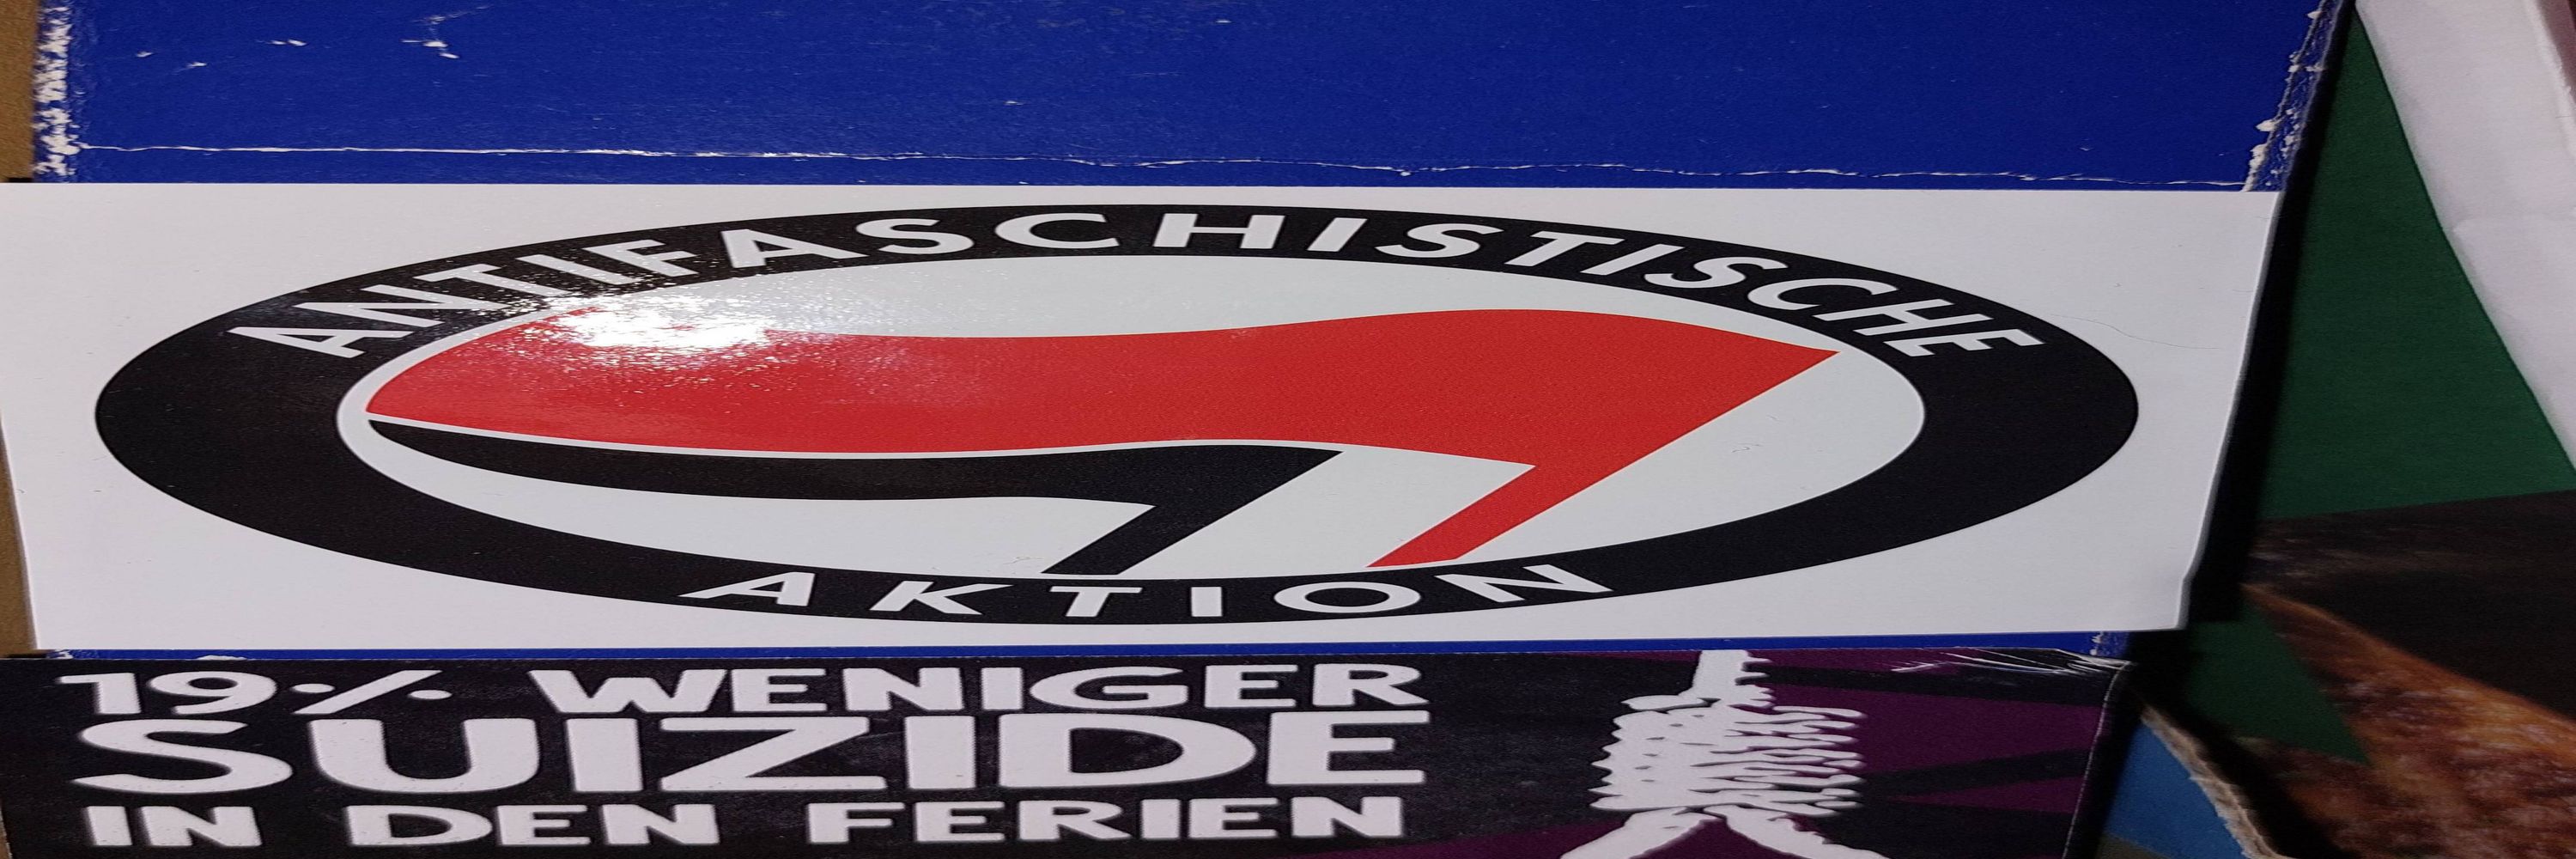 ANTIFASCHISTISCHE
AKTION
19% WENIGER
SUIZIDE
IN DEN FERIEN